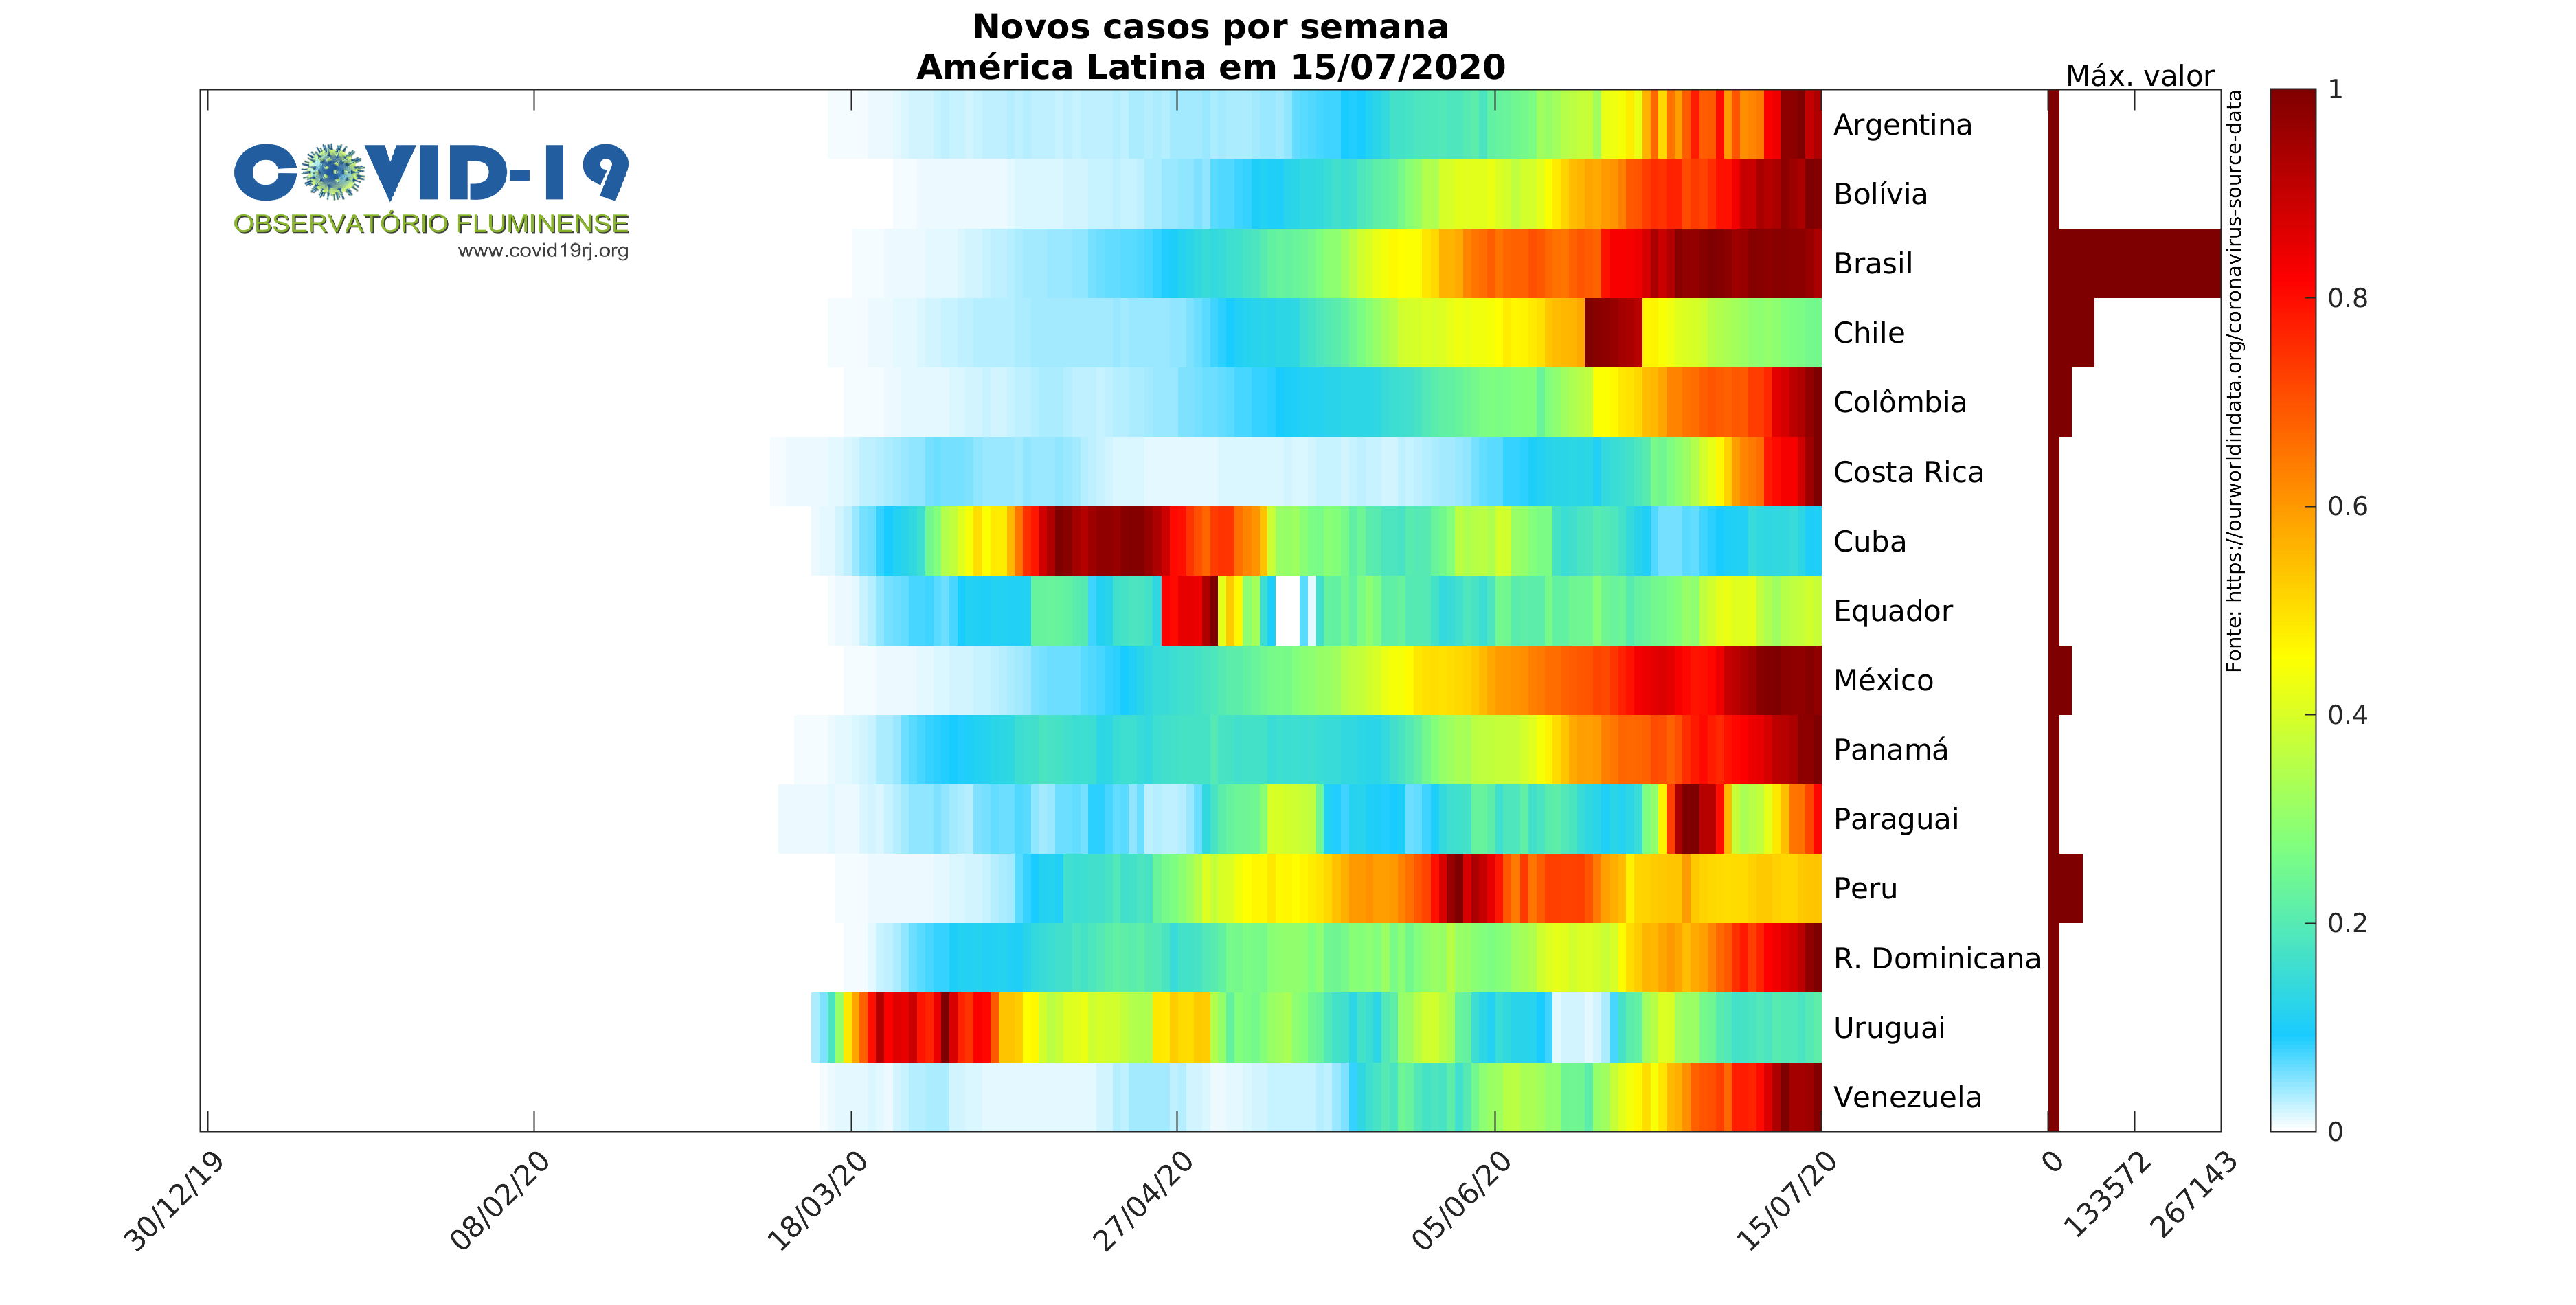 Novos casos por semana
América Latina em 15/07/2020
Máx. valor
COVID-19
OBSERVATÓRIO FLUMINENSE
www.covid19rj.org
Argentina
Bolívia
Brasil
Chile
Colômbia
Costa Rica
Cuba
Equador
México
Panamá
Paraguai
Peru
R. Dominicana
Uruguai
Venezuela
Fonte: https://ourworldindata.org/coronavirus-source-data
1
0.8
0.6
0.4
0.2
0
30/12/19
08/02/20
18/03/20
27/04/20
05/06/20
15/07/20
0
133572
267143